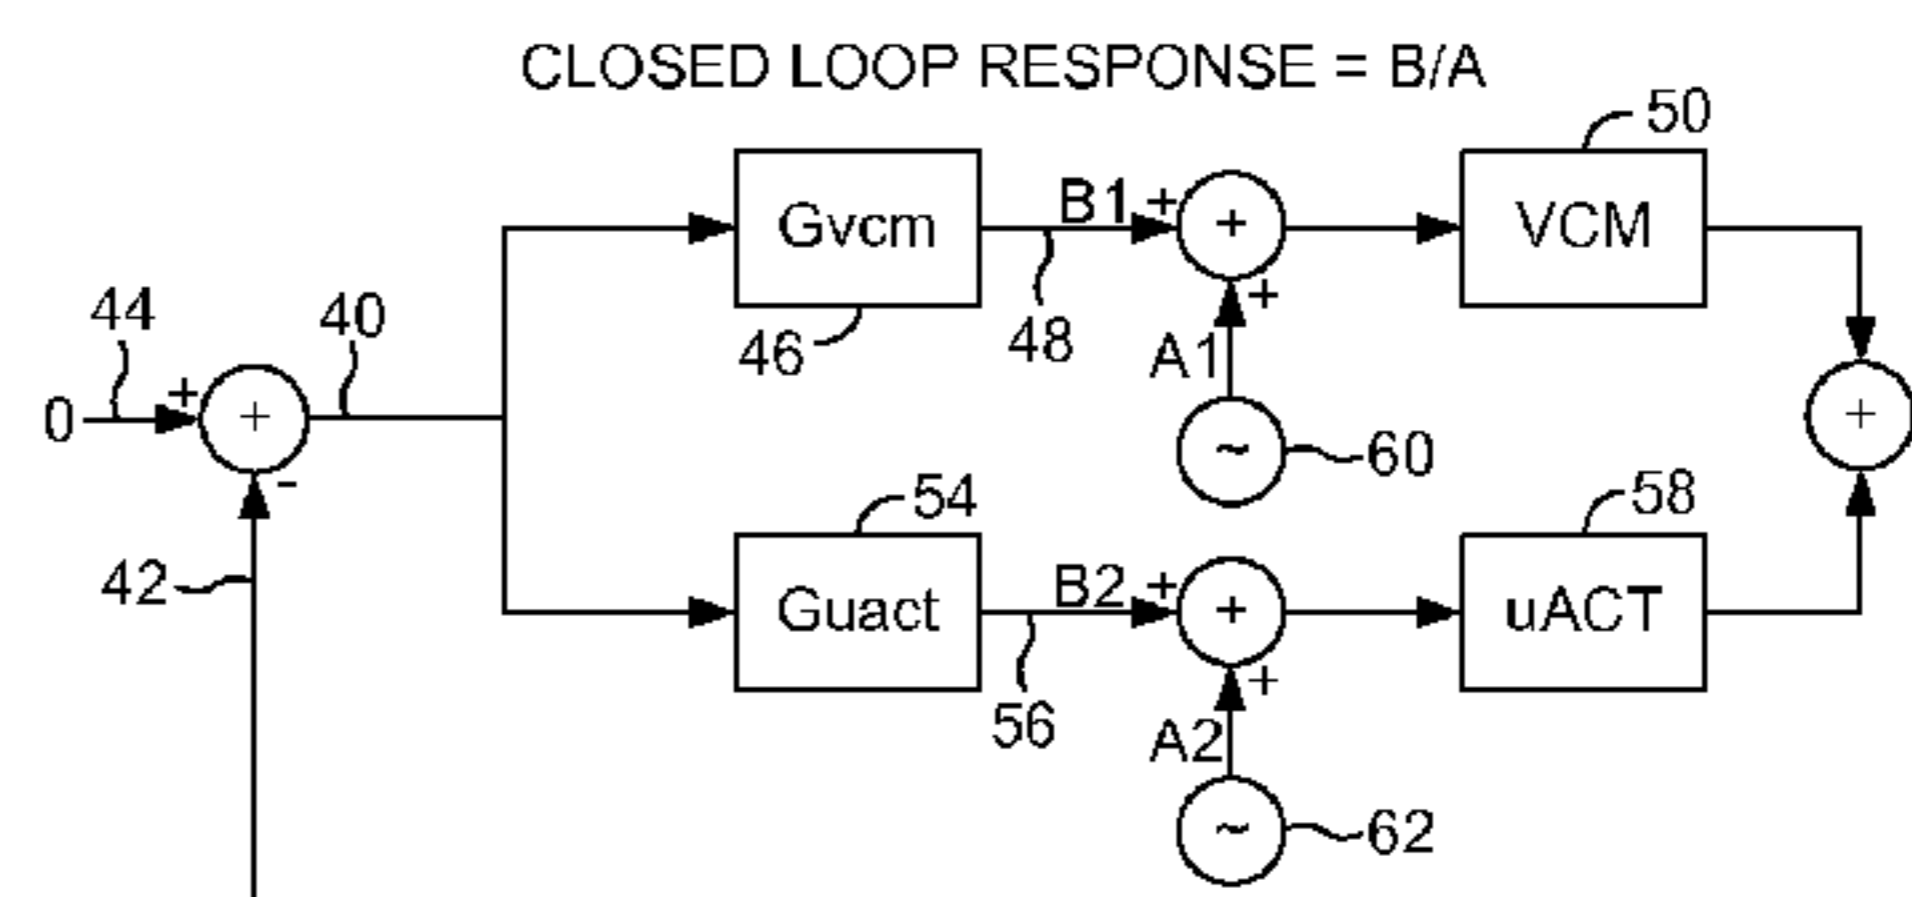 CLOSED LOOP RESPONSE = B/A
50
Gvcm
B1
+
+
VCM
44
40
46
48
+
A1
0
+
+
+
~
60
-
54
58
42
Guact
B2
+
+
uACT
56
+
A2
~
62